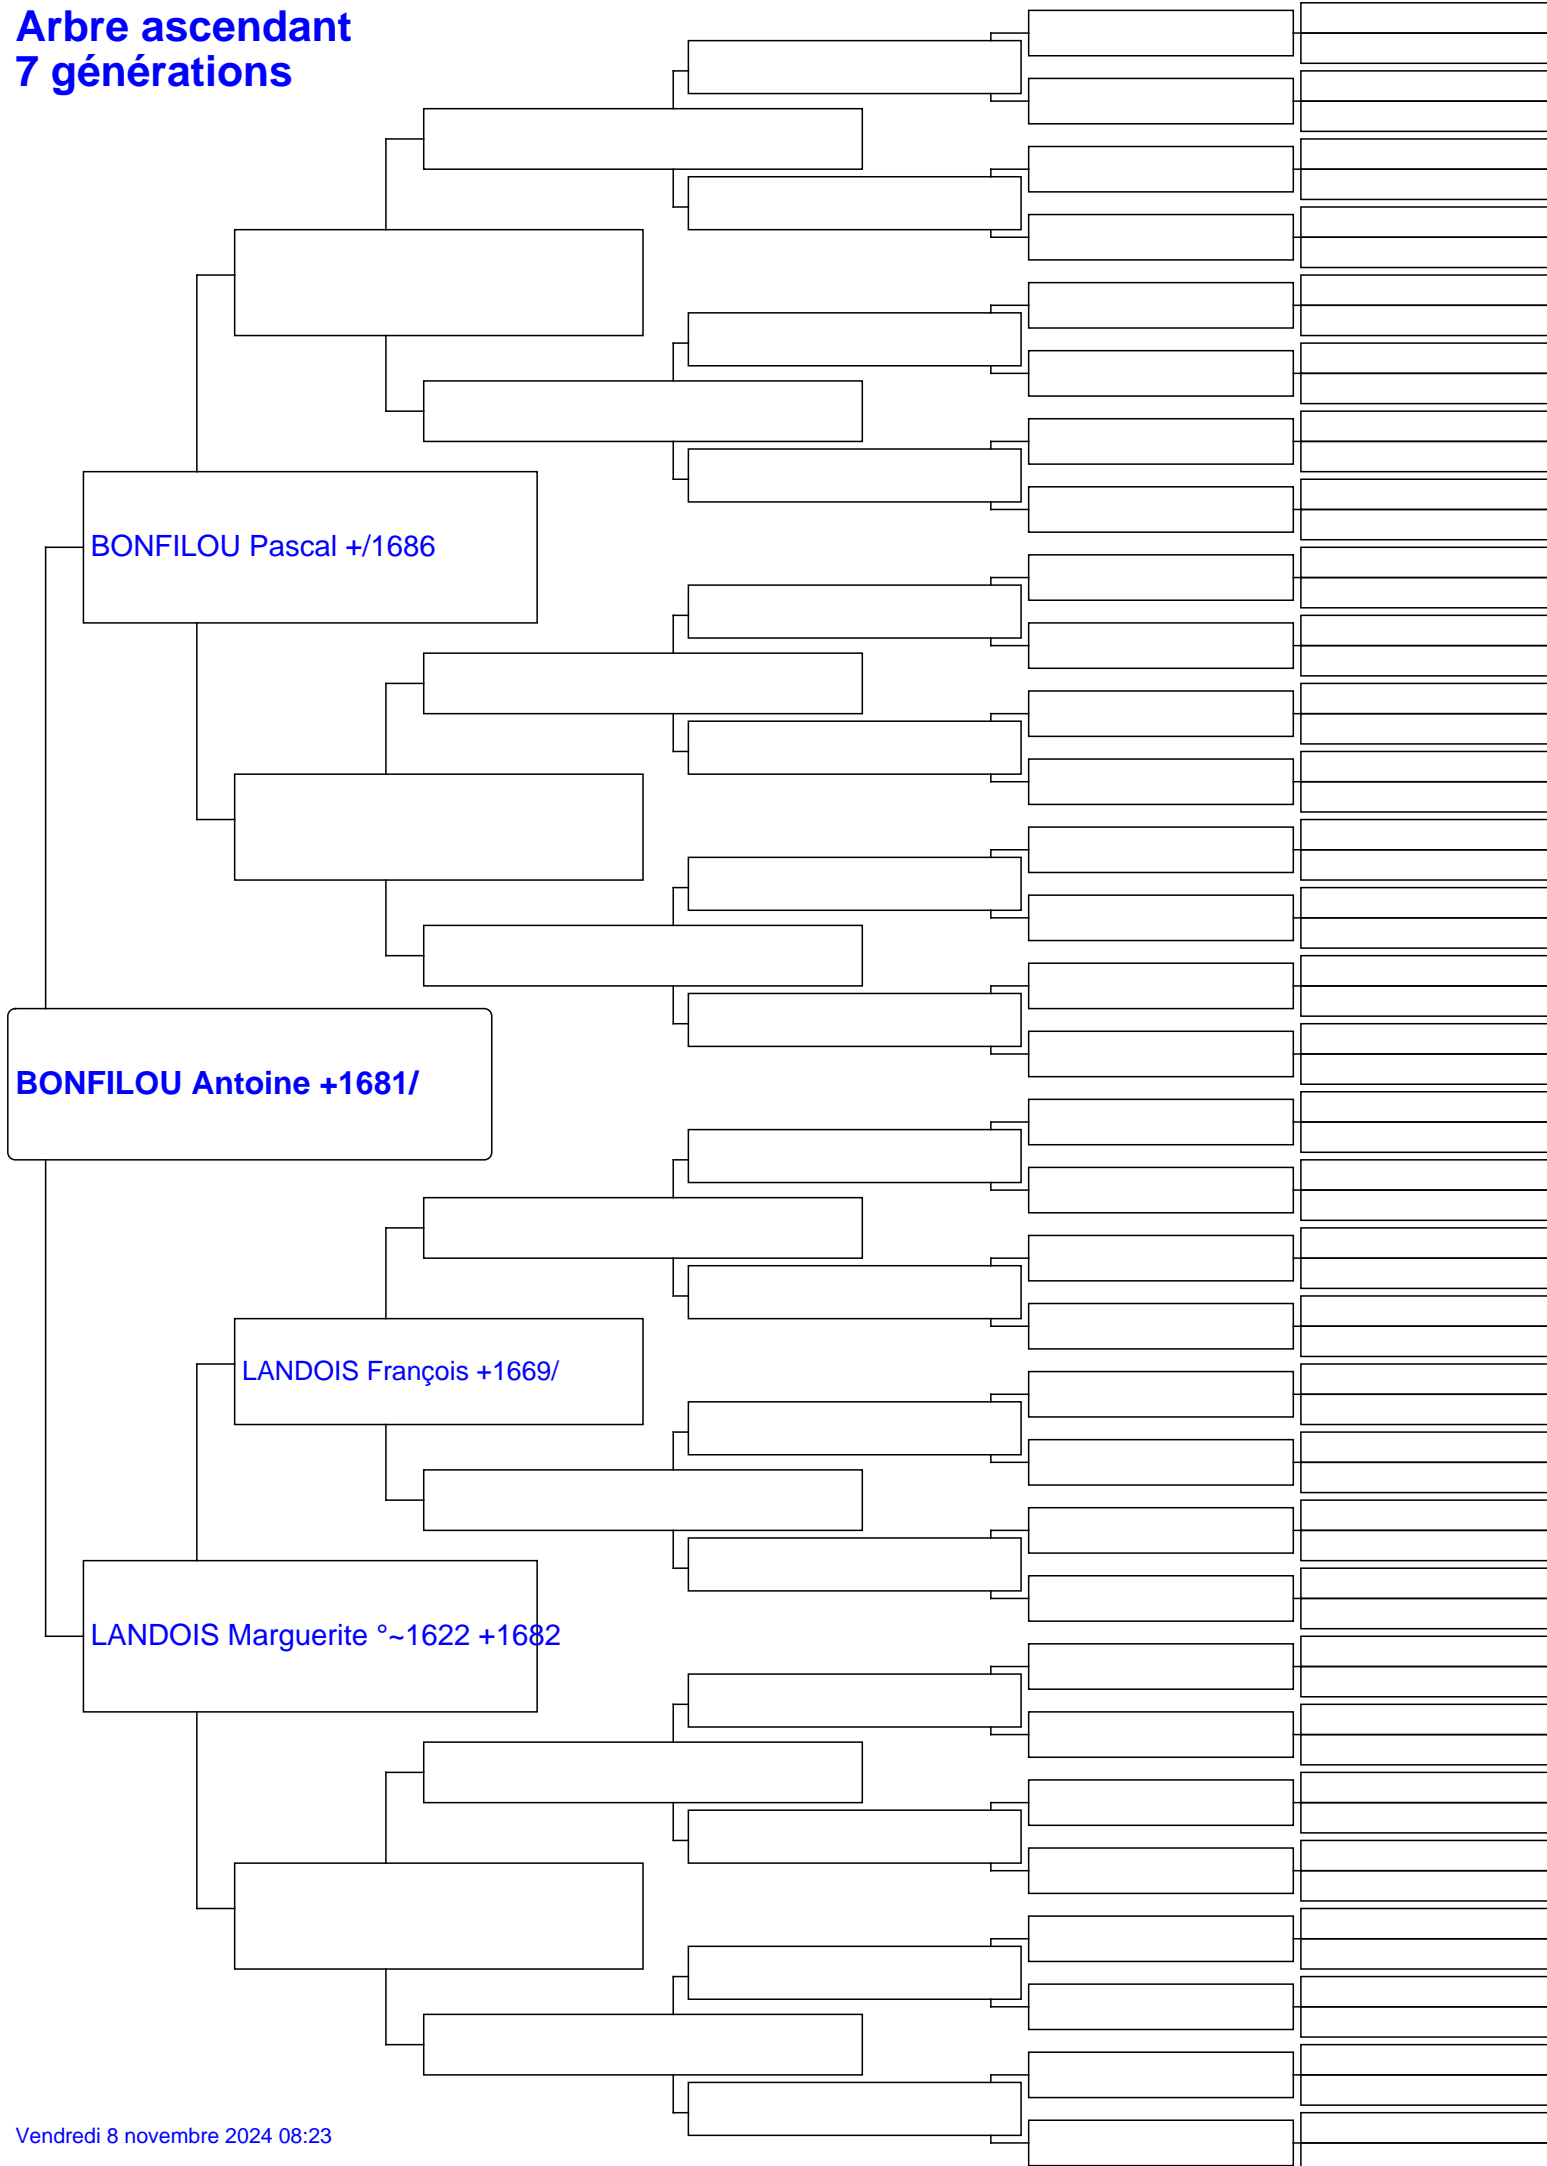 Arbre ascendant
7 générations
BONFILOU Pascal +/1686
BONFILOU Antoine +1681/
LANDOIS François +1669/
LANDOIS Marguerite °~1622 +1682
Vendredi 8 novembre 2024 08:23